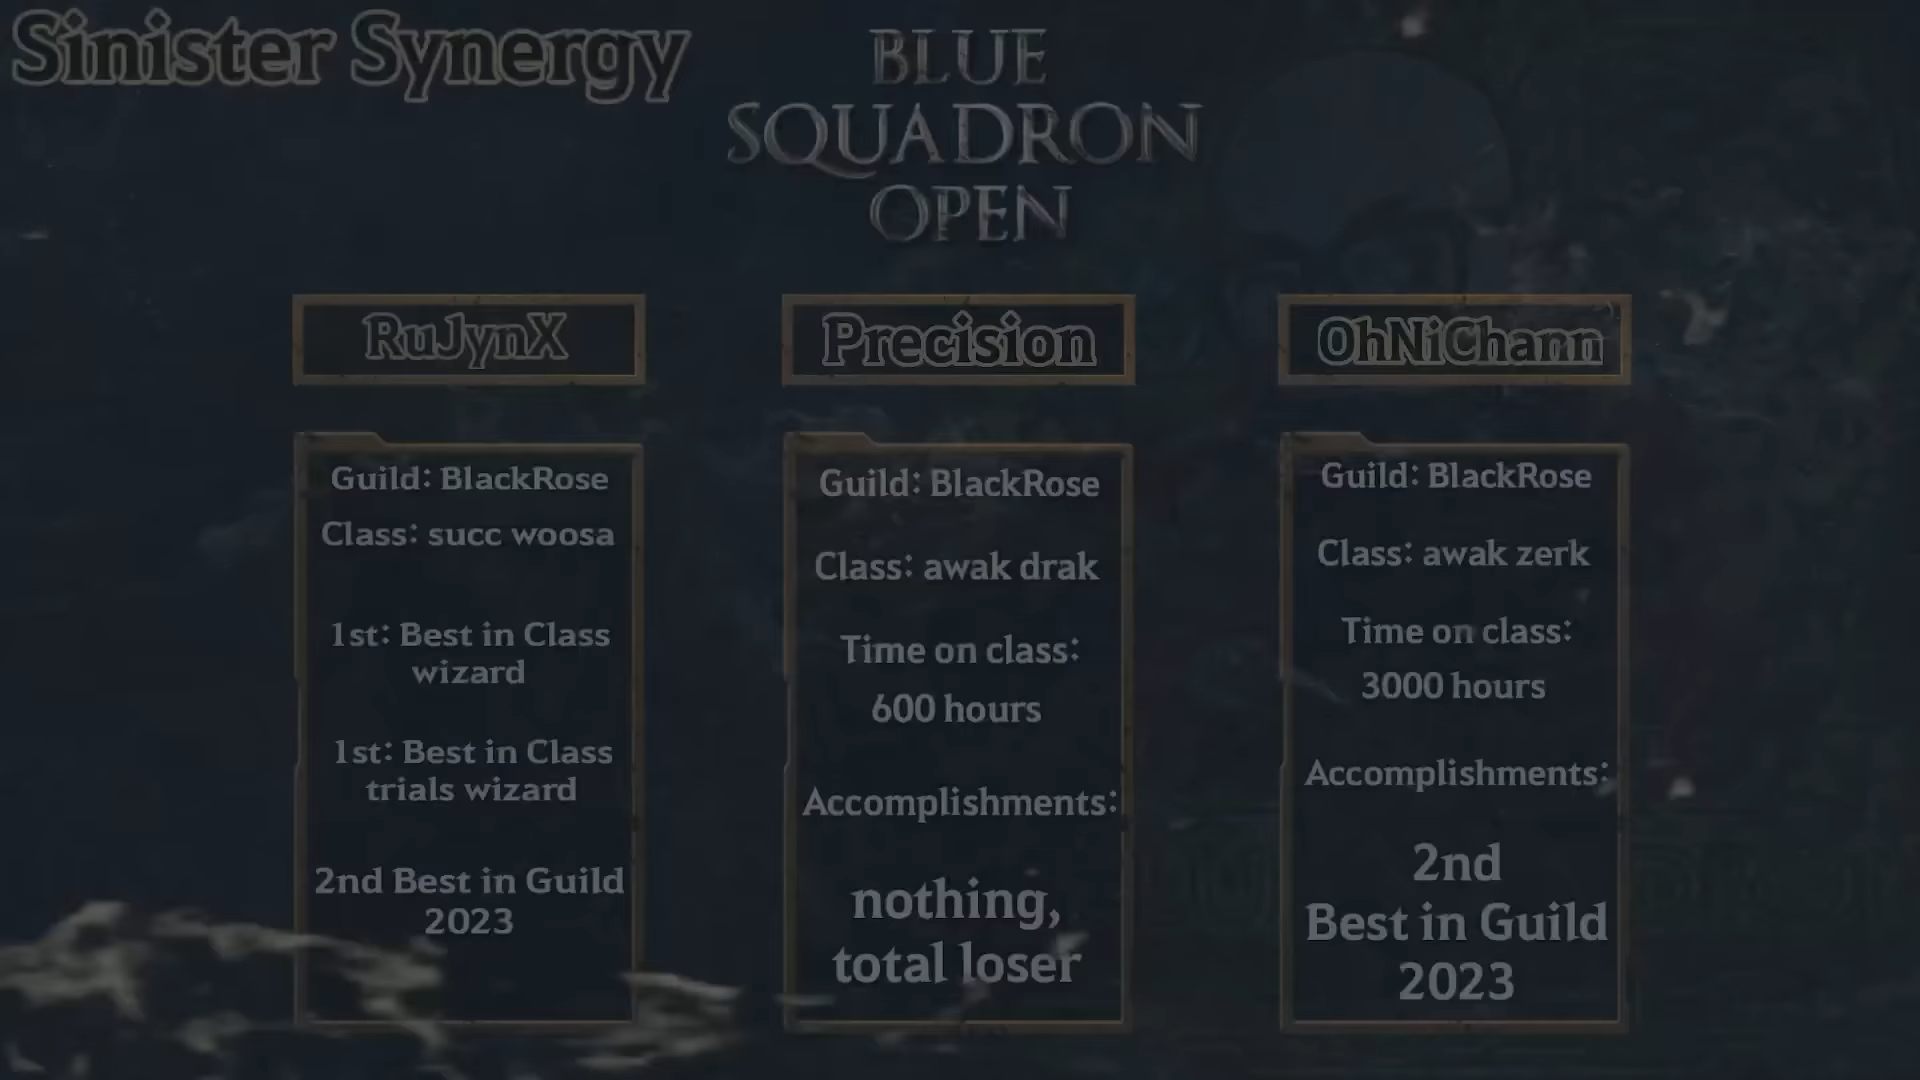 Sinister Synergy
BLUE
SQUADRON
OPEN
RuJynX
Guild: BlackRose
Class: succ woosa
1st: Best in Class
wizard
1st: Best in Class
trials wizard
2nd Best in Guild
2023
Precision
Guild: BlackRose
Class: awak drak
Time on class:
600 hours
Accomplishments:
nothing,
total loser
OhNiChann
Guild: BlackRose
Class: awak zerk
Time on class:
3000 hours
Accomplishments:
2nd
Best in Guild
2023